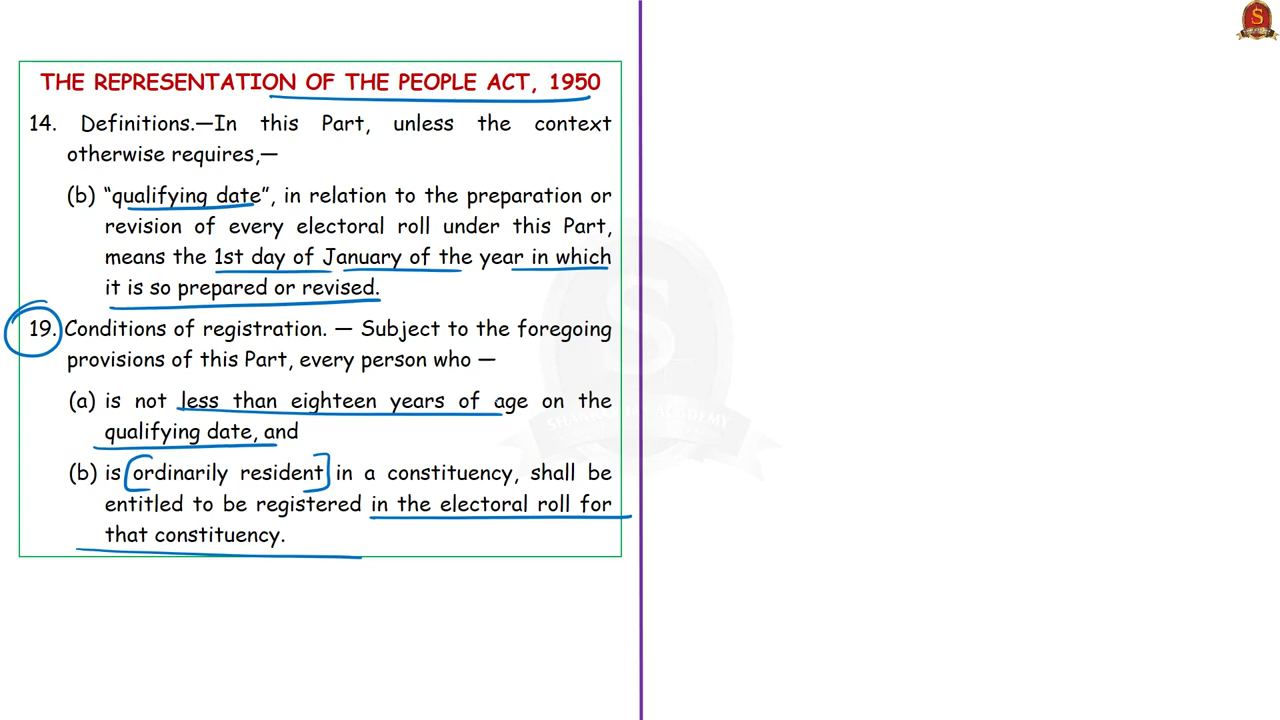 THE REPRESENTATION OF THE PEOPLE ACT, 1950
14. Definitions.—In this Part, unless the context
otherwise requires,—
(b) “qualifying date”, in relation to the preparation or
revision of every electoral roll under this Part,
means the 1st day of January of the year in which
it is so prepared or revised.
19. Conditions of registration. — Subject to the foregoing
provisions of this Part, every person who —
(a) is not less than eighteen years of age on the
qualifying date, and
(b) is ordinarily resident in a constituency, shall be
entitled to be registered in the electoral roll for
that constituency.
S